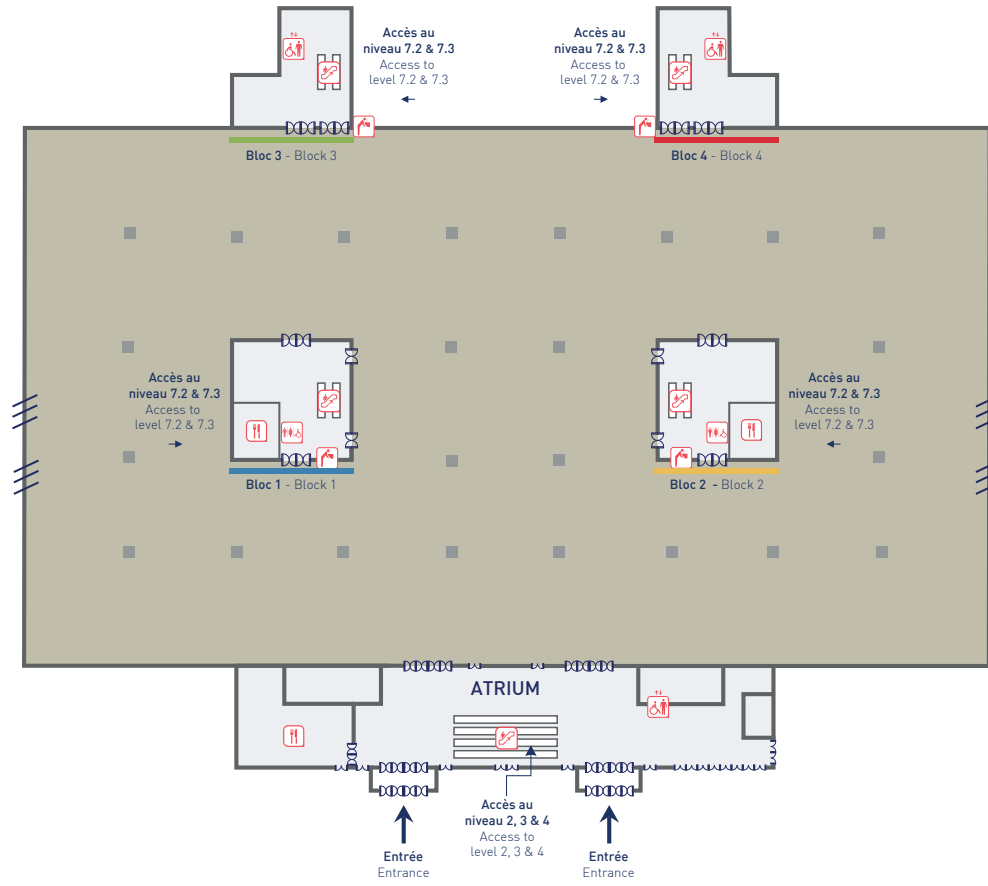 Accès au
niveau 7.2 & 7.3
Access to
level 7.2 & 7.3
Accès au
niveau 7.2 & 7.3
Access to
level 7.2 & 7.3
Bloc 3 - Block 3
Bloc 4 - Block 4
Accès au
niveau 7.2 & 7.3
Access to
level 7.2 & 7.3
Accès au
niveau 7.2 & 7.3
Access to
level 7.2 & 7.3
Bloc 1 - Block 1
Bloc 2 - Block 2
ATRIUM
Accès au
niveau 2, 3 & 4
Access to
level 2, 3 & 4
Entrée
Entrance
Entrée
Entrance